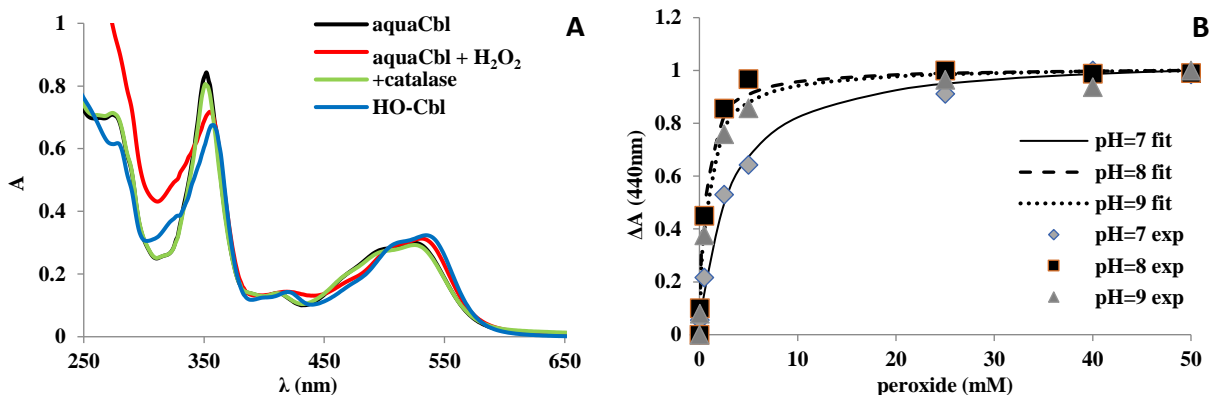 A
aquaCbl
aquaCbl + H₂O₂
+catalase
HO-Cbl
1
0.8
0.6
0.4
0.2
0
A
250
350
450
550
650
λ (nm)
B
1.2
1
0.8
0.6
0.4
0.2
0
ΔA (440nm)
pH=7 fit
pH=8 fit
pH=9 fit
pH=7 exp
pH=8 exp
pH=9 exp
0
10
20
30
40
50
peroxide (mM)